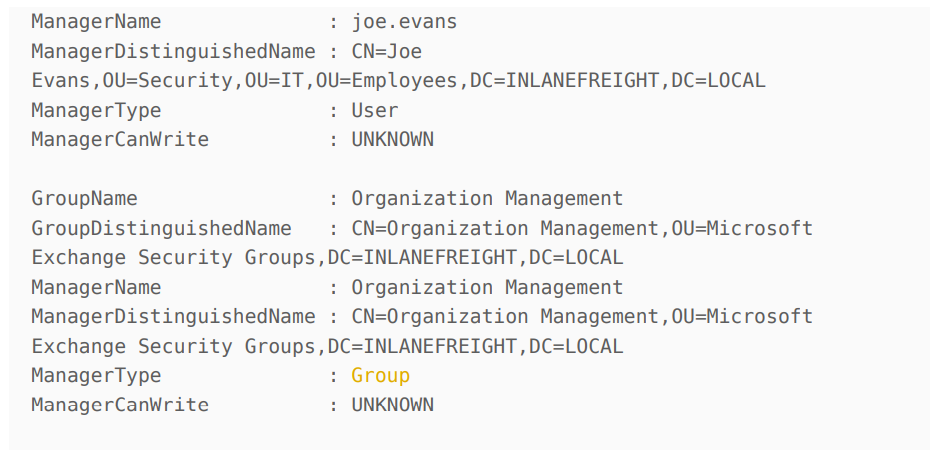 ManagerName : joe.evans
ManagerDistinguishedName : CN=Joe
Evans,OU=Security,OU=IT,OU=Employees,DC=INLANEFREIGHT,DC=LOCAL
ManagerType : User
ManagerCanWrite : UNKNOWN
GroupName : Organization Management
GroupDistinguishedName : CN=Organization Management,OU=Microsoft
Exchange Security Groups,DC=INLANEFREIGHT,DC=LOCAL
ManagerName : Organization Management
ManagerDistinguishedName : CN=Organization Management,OU=Microsoft
Exchange Security Groups,DC=INLANEFREIGHT,DC=LOCAL
ManagerType : Group
ManagerCanWrite : UNKNOWN